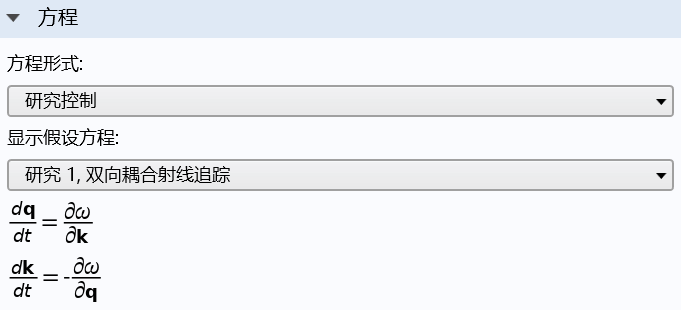 方程
方程形式:
研究控制
显示假设方程:
研究 1, 双向耦合射线追踪
dq/dt = ∂ω/∂k
dk/dt = -∂ω/∂q